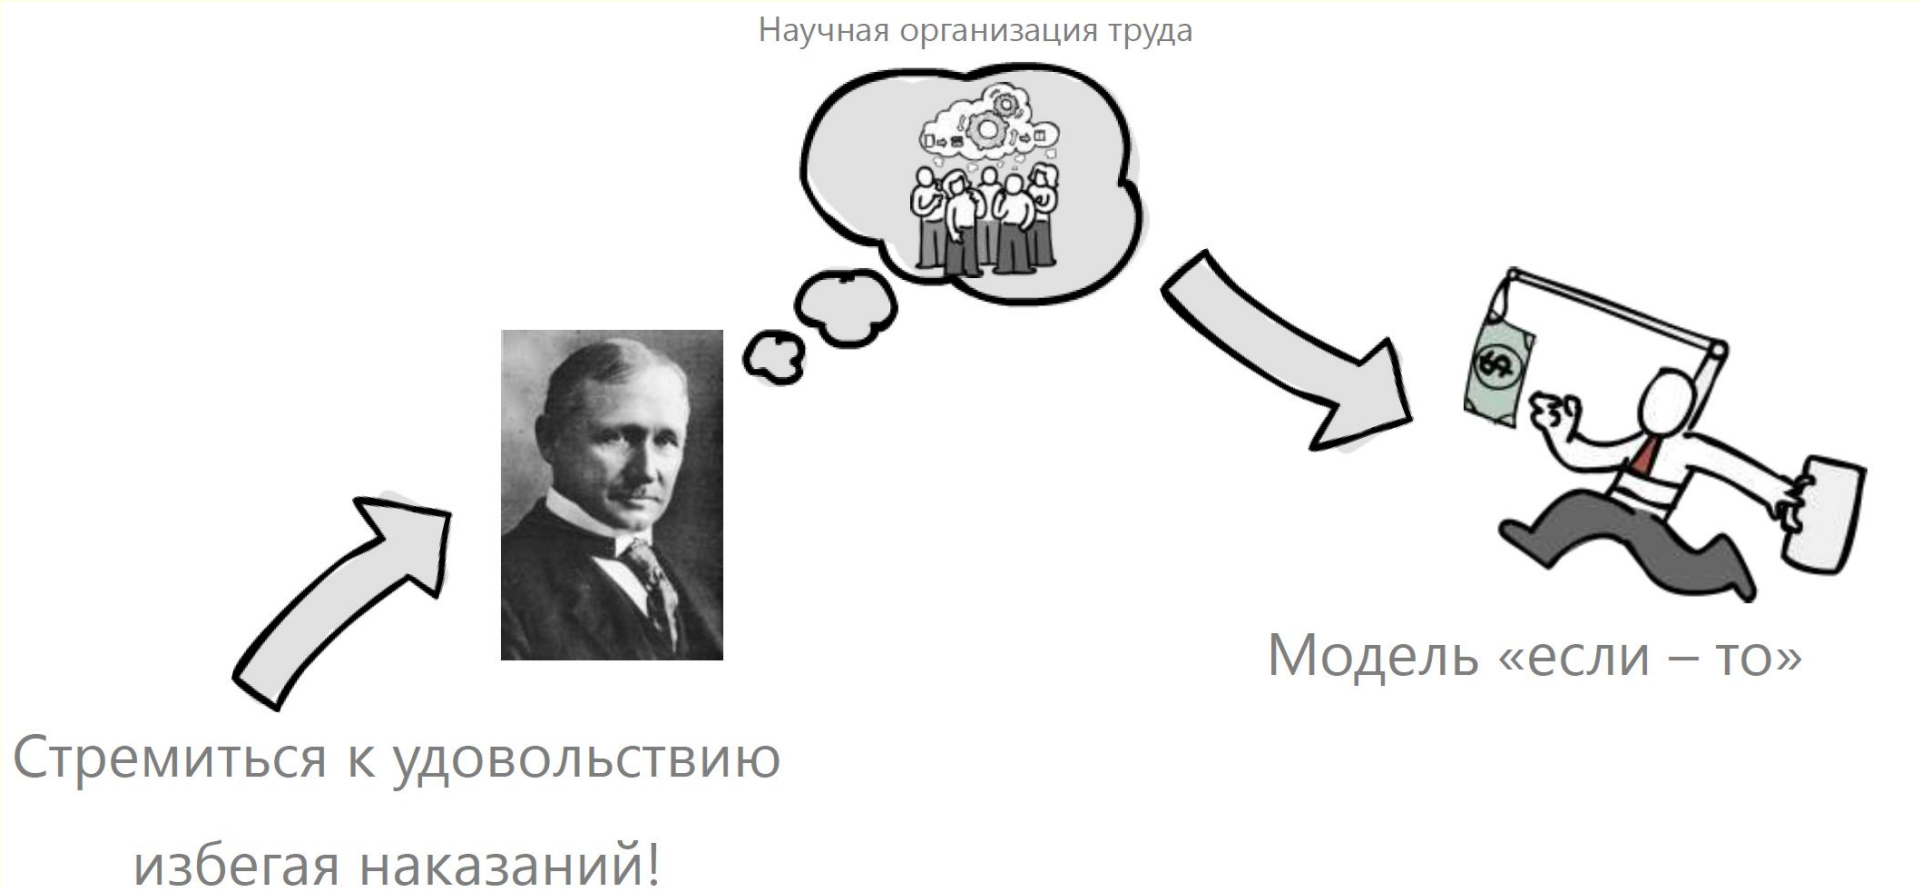 Научная организация труда
$
Модель «если – то»
Стремиться к удовольствию
избегая наказаний!